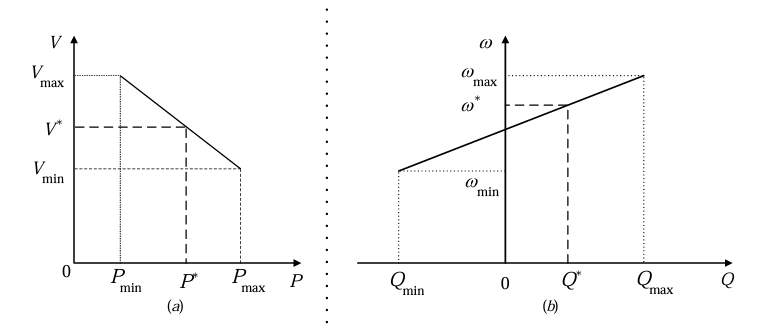 V
V_max
V*
V_min
0
P_min
P*
P_max
P
(a)
ω
ω_max
ω*
ω_min
Q_min
0
Q*
Q_max
Q
(b)